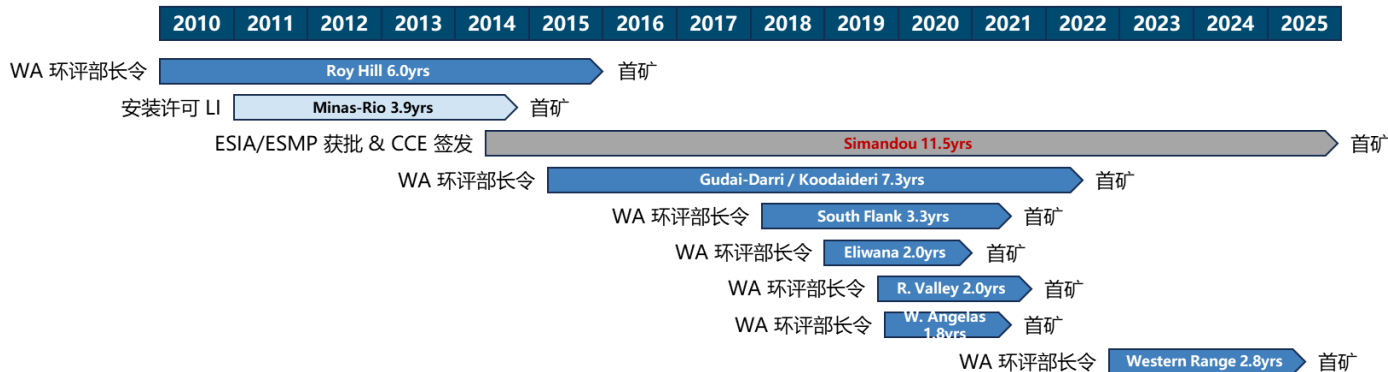 2010 2011 2012 2013 2014 2015 2016 2017 2018 2019 2020 2021 2022 2023 2024 2025
WA 环评部长令 Roy Hill 6.0yrs 首矿
安装许可 LI Minas-Rio 3.9yrs 首矿
ESIA/ESMP 获批 & CCE 签发 Simandou 11.5yrs 首矿
WA 环评部长令 Gudai-Darri / Koodaideri 7.3yrs 首矿
WA 环评部长令 South Flank 3.3yrs 首矿
WA 环评部长令 Eliwana 2.0yrs 首矿
WA 环评部长令 R. Valley 2.0yrs 首矿
WA 环评部长令 W. Angelas 1.8yrs 首矿
WA 环评部长令 Western Range 2.8yrs 首矿